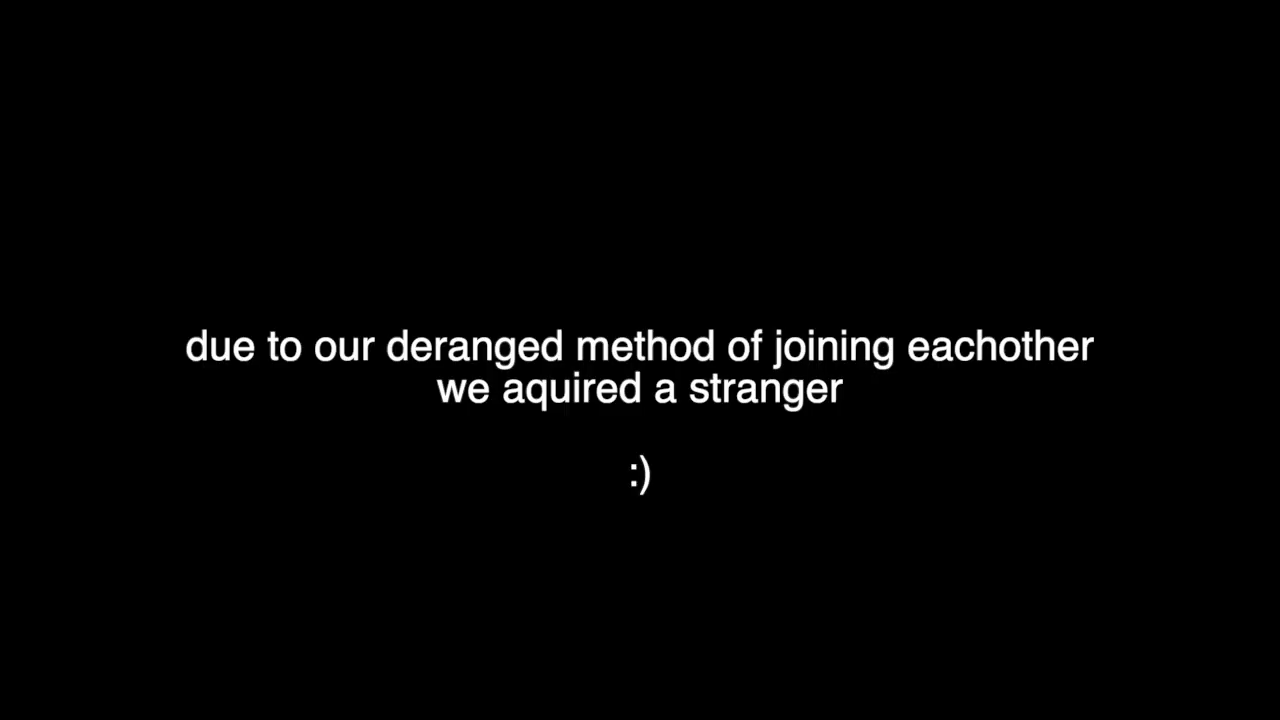 due to our deranged method of joining eachother
we aquired a stranger
:)